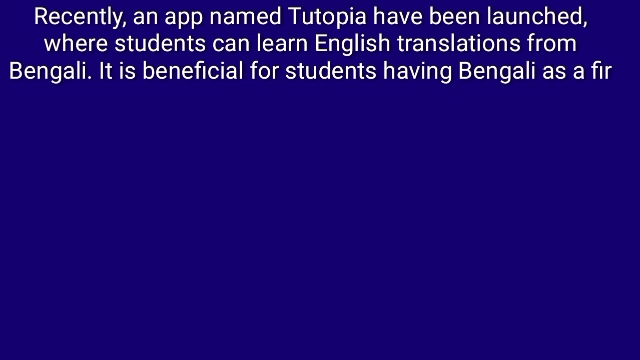 Recently, an app named Tutopia have been launched,
where students can learn English translations from
Bengali. It is beneficial for students having Bengali as a fir